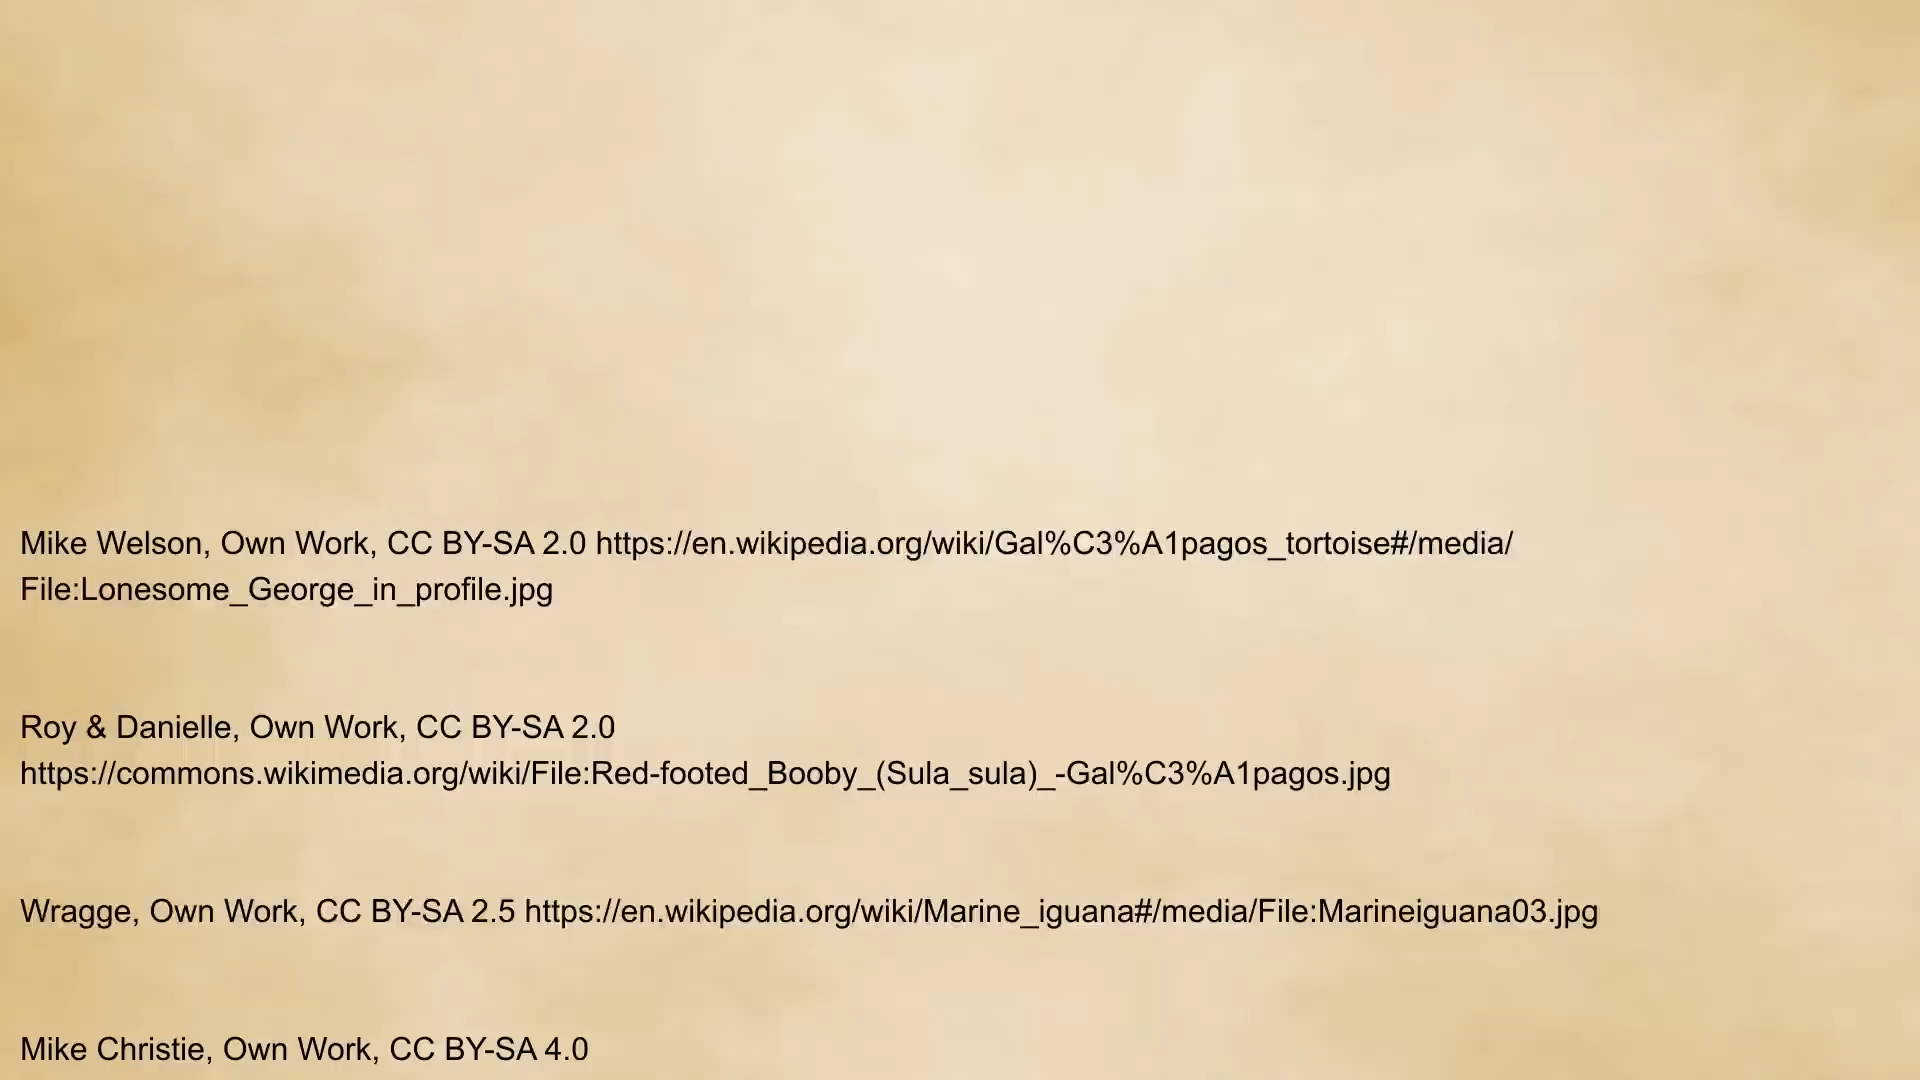 Mike Welson, Own Work, CC BY-SA 2.0 https://en.wikipedia.org/wiki/Gal%C3%A1pagos_tortoise#/media/
File:Lonesome_George_in_profile.jpg
Roy & Danielle, Own Work, CC BY-SA 2.0
https://commons.wikimedia.org/wiki/File:Red-footed_Booby_(Sula_sula)_-Gal%C3%A1pagos.jpg
Wragge, Own Work, CC BY-SA 2.5 https://en.wikipedia.org/wiki/Marine_iguana#/media/File:Marineiguana03.jpg
Mike Christie, Own Work, CC BY-SA 4.0